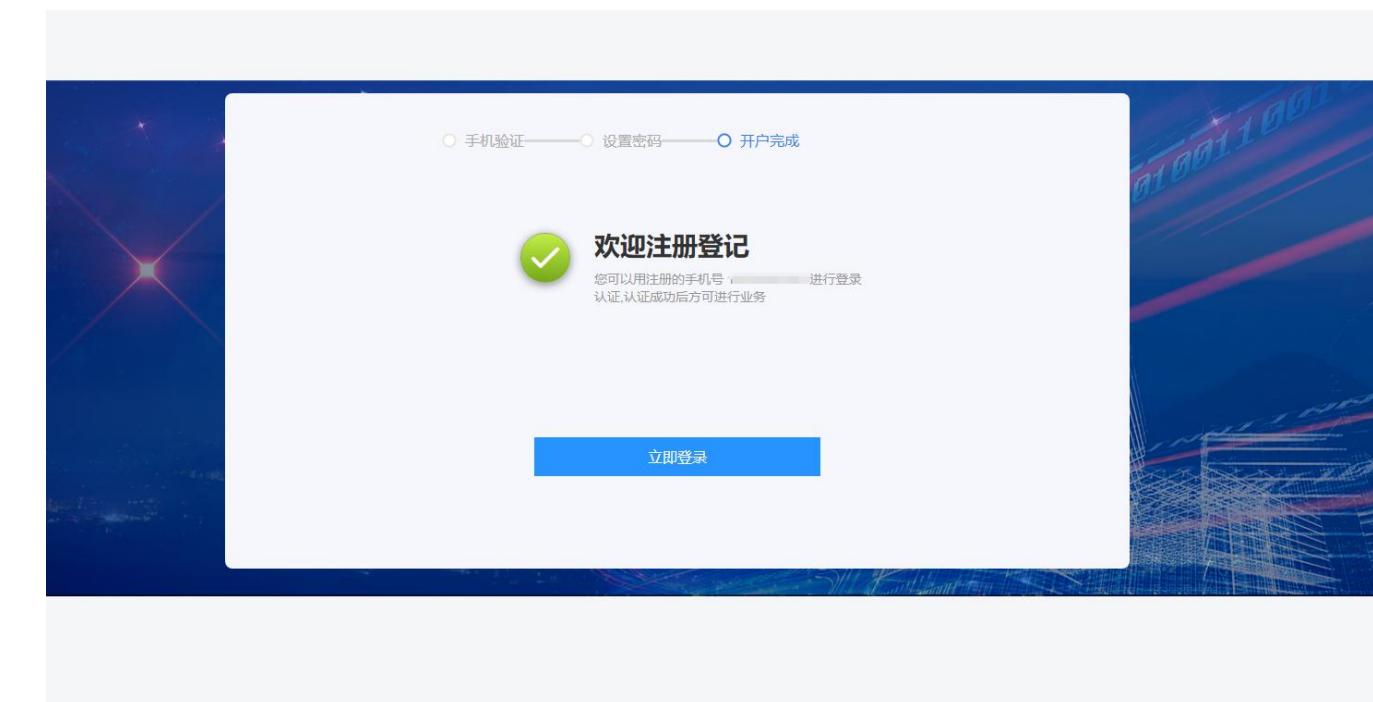 手机验证 设置密码 开户完成
欢迎注册登记
您可以用注册的手机号 进行登录
认证,认证成功后方可进行业务
立即登录